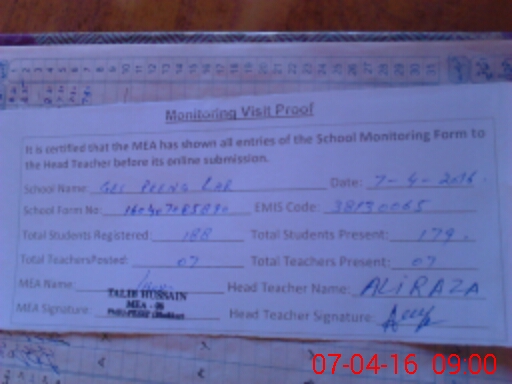 Monitoring Visit Proof
It is certified that the MEA has shown all entries of the School Monitoring Form to
the Head Teacher before its online submission.
School Name Date: 7-4-2016.
School Form No: EMIS Code: 38130065
Total Students Registered: 188 Total Students Present: 179.
Total Teachers Posted: 07 Total Teachers Present: 07
MEA Name: TALIB HUSSAIN Head Teacher Name: ALI RAZA
MEA - 06
MEA Signature: Head Teacher Signature:
07-04-16 09:00